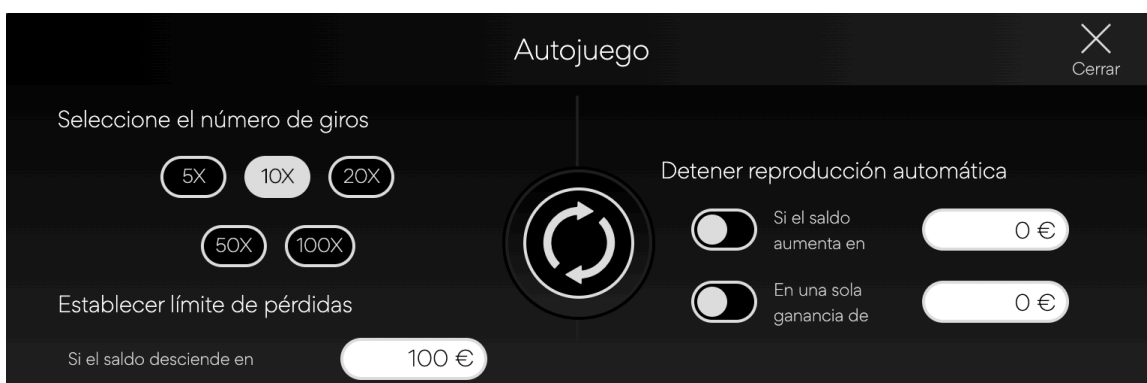 Autojuego
Cerrar
Seleccione el número de giros
5X 10X 20X
50X 100X
Establecer límite de pérdidas
Si el saldo desciende en 100 €
Detener reproducción automática
Si el saldo
aumenta en 0 €
En una sola
ganancia de 0 €